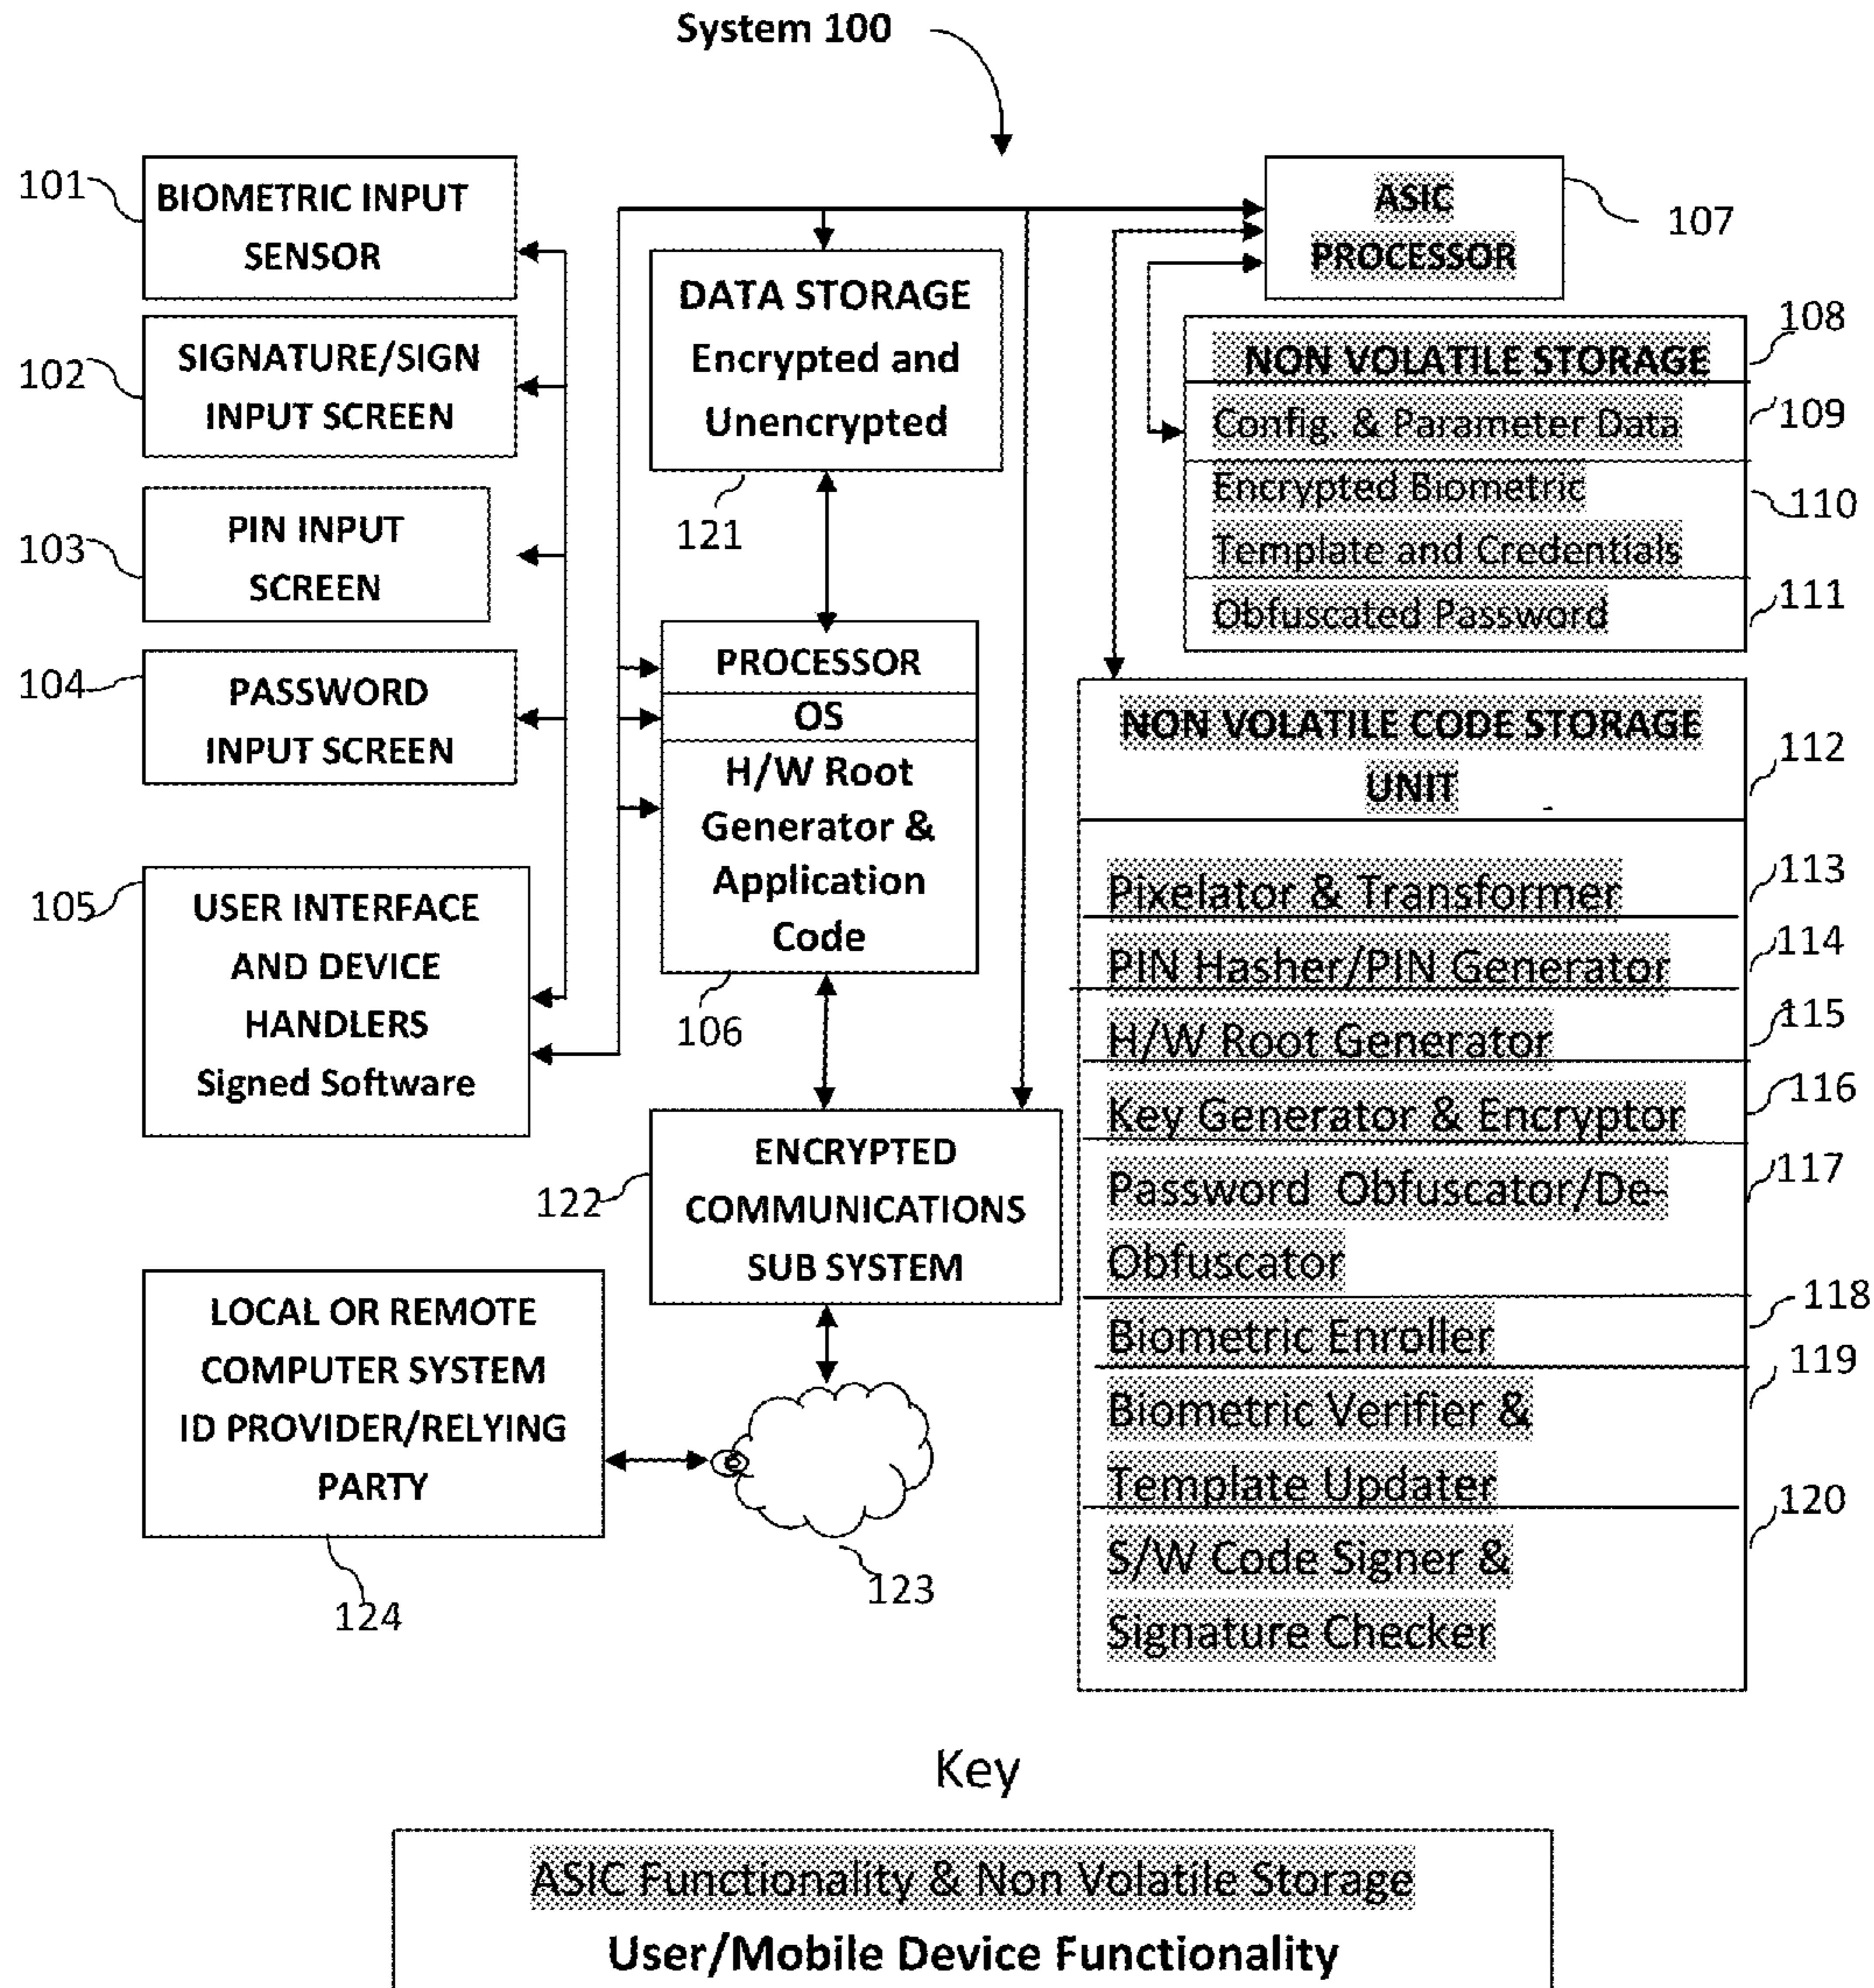 System 100
101
BIOMETRIC INPUT
SENSOR
102
SIGNATURE/SIGN
INPUT SCREEN
103
PIN INPUT
SCREEN
104
PASSWORD
INPUT SCREEN
105
USER INTERFACE
AND DEVICE
HANDLERS
Signed Software
DATA STORAGE
Encrypted and
Unencrypted
121
PROCESSOR
OS
H/W Root
Generator &
Application
Code
106
ENCRYPTED
COMMUNICATIONS
SUB SYSTEM
122
LOCAL OR REMOTE
COMPUTER SYSTEM
ID PROVIDER/RELYING
PARTY
124
123
ASIC
PROCESSOR
107
NON VOLATILE STORAGE
108
Config. & Parameter Data
109
Encrypted Biometric
Template and Credentials
110
Obfuscated Password
111
NON VOLATILE CODE STORAGE
UNIT
112
Pixelator & Transformer
113
PIN Hasher/PIN Generator
114
H/W Root Generator
115
Key Generator & Encryptor
116
Password Obfuscator/De-
Obfuscator
117
Biometric Enroller
118
Biometric Verifier &
Template Updater
119
S/W Code Signer &
Signature Checker
120
Key
ASIC Functionality & Non Volatile Storage
User/Mobile Device Functionality